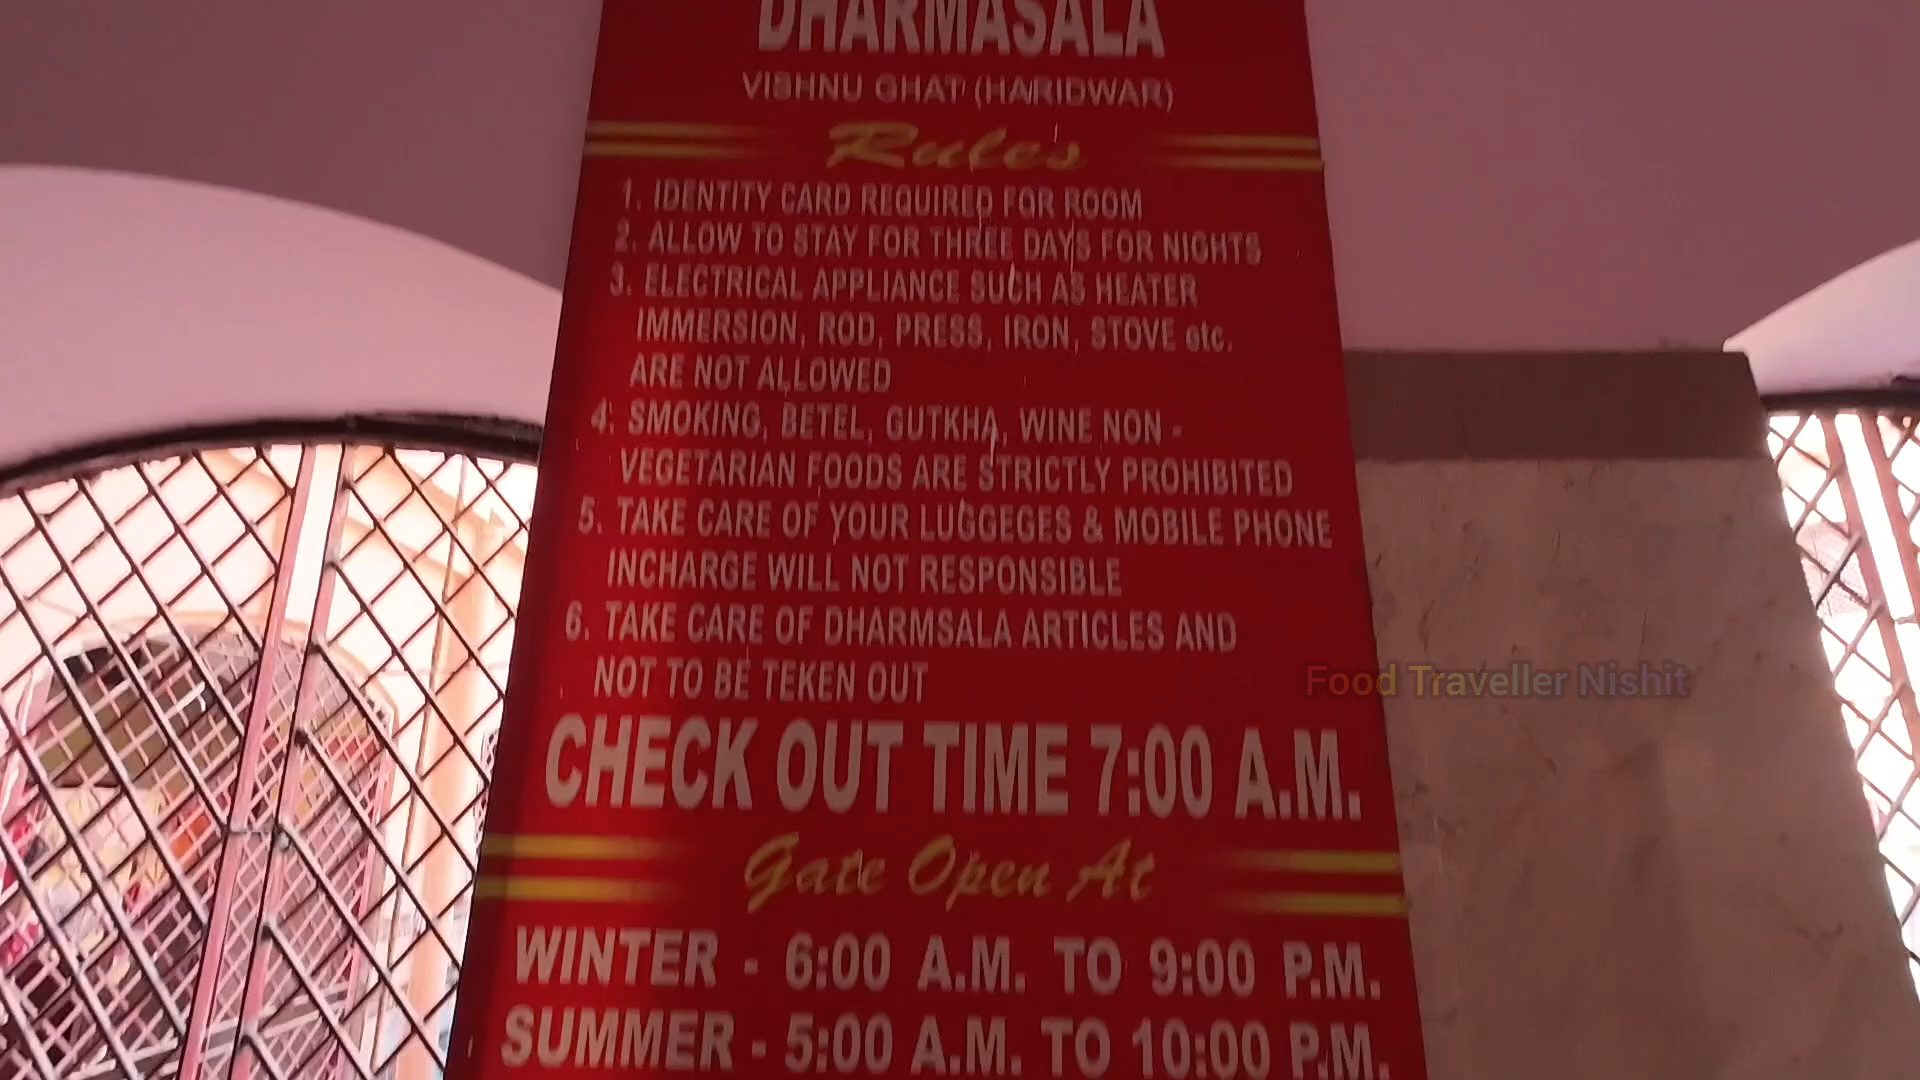 DHARMASALA
VISHNU GHAT (HARIDWAR)
Rules
1. IDENTITY CARD REQUIRED FOR ROOM
2. ALLOW TO STAY FOR THREE DAYS FOR NIGHTS
3. ELECTRICAL APPLIANCE SUCH AS HEATER
IMMERSION, ROD, PRESS, IRON, STOVE etc.
ARE NOT ALLOWED
4. SMOKING, BETEL, GUTKHA, WINE NON -
VEGETARIAN FOODS ARE STRICTLY PROHIBITED
5. TAKE CARE OF YOUR LUGGEGES & MOBILE PHONE
INCHARGE WILL NOT RESPONSIBLE
6. TAKE CARE OF DHARMSALA ARTICLES AND
NOT TO BE TEKEN OUT
Food Traveller Nishit
CHECK OUT TIME 7:00 A.M.
Gate Open At
WINTER - 6:00 A.M. TO 9:00 P.M.
SUMMER - 5:00 A.M. TO 10:00 P.M.